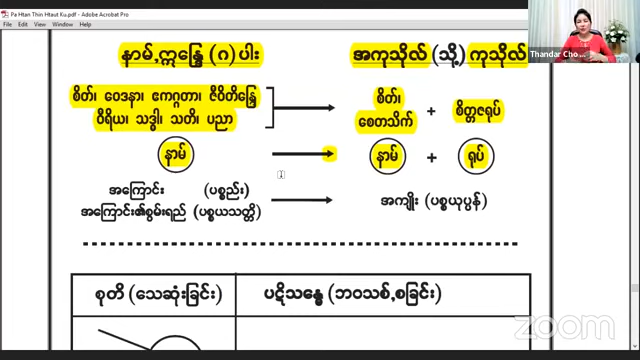 Pa Htan Thin Htaut Ku.pdf - Adobe Acrobat Pro
File Edit View Window Help
Thandar Cho ...
နာမ်,ဣန္ဒြေ (၈) ပါး အကုသိုလ် (သို့) ကုသိုလ်
စိတ်၊ ဝေဒနာ၊ ဧကဂ္ဂတာ၊ ဇီဝိတိန္ဒြေ
ဝီရိယ၊ သဒ္ဓါ၊ သတိ၊ ပညာ
စိတ်၊
စေတသိက် + စိတ္တဇရုပ်
နာမ် နာမ် + ရုပ်
အကြောင်း (ပစ္စည်း)
အကြောင်း၏စွမ်းရည် (ပစ္စယသတ္တိ) အကျိုး (ပစ္စယုပ္ပန်)
စုတိ (သေဆုံးခြင်း) ပဋိသန္ဓေ (ဘဝသစ်,စခြင်း)
zoom